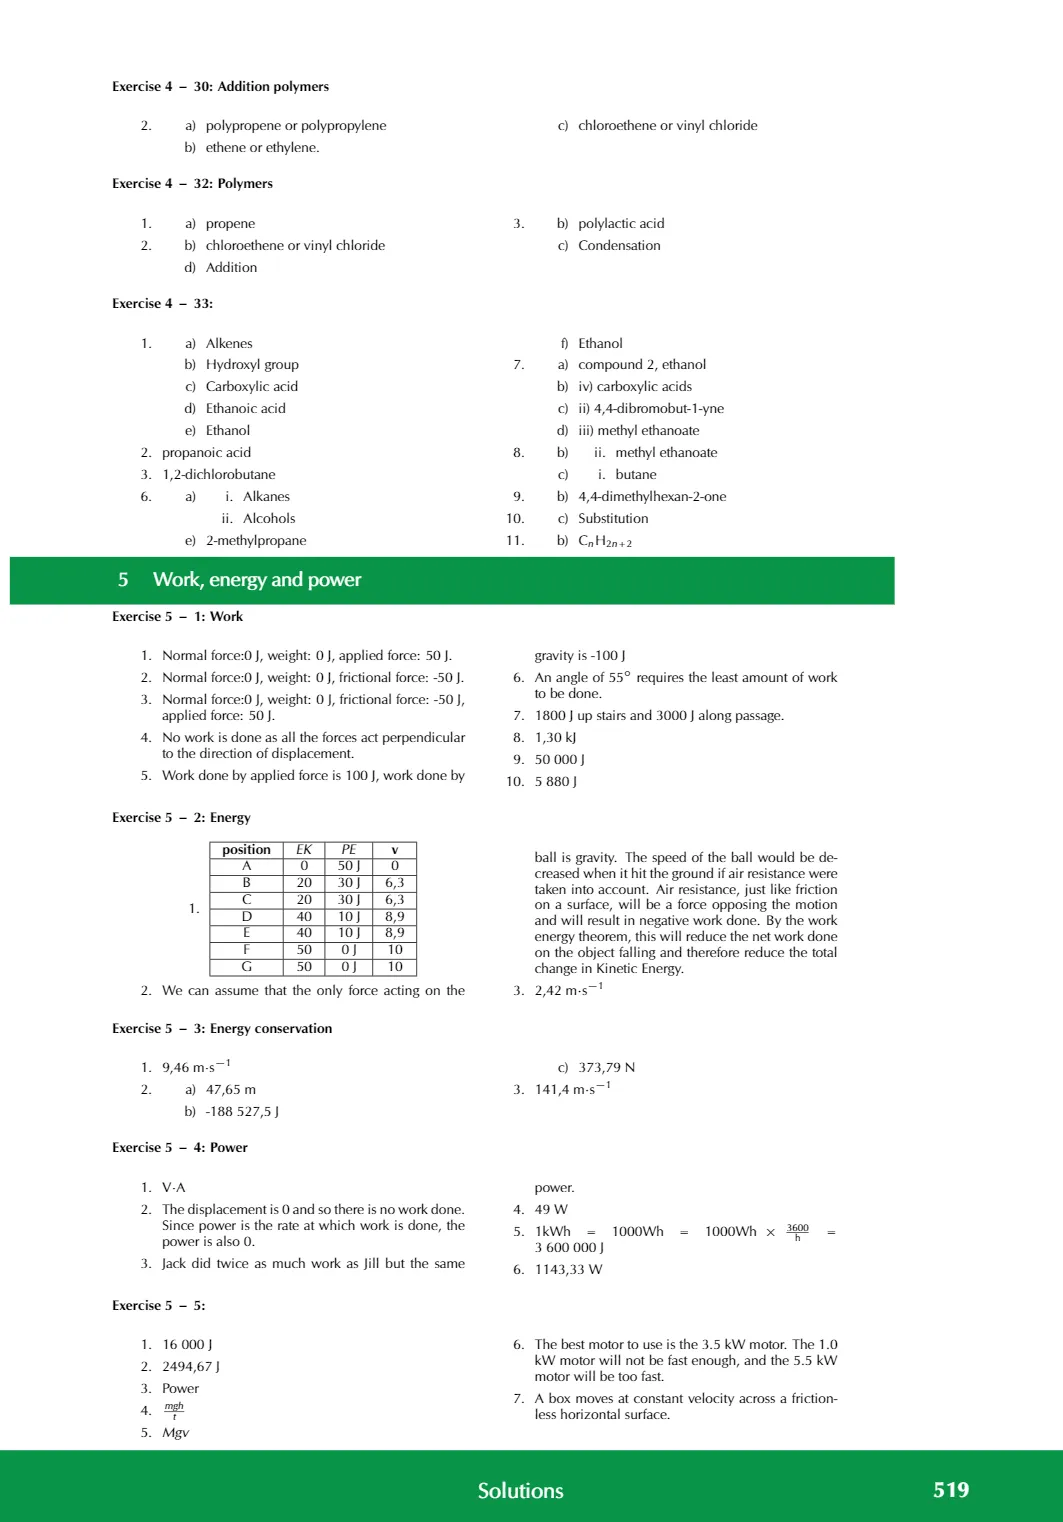 Exercise 4 – 30: Addition polymers
2. a) polypropene or polypropylene
b) ethene or ethylene.
c) chloroethene or vinyl chloride
Exercise 4 – 32: Polymers
1. a) propene
2. b) chloroethene or vinyl chloride
d) Addition
3. b) polylactic acid
c) Condensation
Exercise 4 – 33:
1. a) Alkenes
b) Hydroxyl group
c) Carboxylic acid
d) Ethanoic acid
e) Ethanol
2. propanoic acid
3. 1,2-dichlorobutane
6. a) i. Alkanes
ii. Alcohols
e) 2-methylpropane
f) Ethanol
7. a) compound 2, ethanol
b) iv) carboxylic acids
c) ii) 4,4-dibromobut-1-yne
d) iii) methyl ethanoate
8. b) ii. methyl ethanoate
c) i. butane
9. b) 4,4-dimethylhexan-2-one
10. c) Substitution
11. b) CnH2n+2
5 Work, energy and power
Exercise 5 – 1: Work
1. Normal force:0 J, weight: 0 J, applied force: 50 J.
2. Normal force:0 J, weight: 0 J, frictional force: -50 J.
3. Normal force:0 J, weight: 0 J, frictional force: -50 J,
applied force: 50 J.
4. No work is done as all the forces act perpendicular
to the direction of displacement.
5. Work done by applied force is 100 J, work done by
gravity is -100 J
6. An angle of 55° requires the least amount of work
to be done.
7. 1800 J up stairs and 3000 J along passage.
8. 1,30 kJ
9. 50 000 J
10. 5 880 J
Exercise 5 – 2: Energy
1.
position EK PE v
A 0 50 J 0
B 20 30 J 6,3
C 20 30 J 6,3
D 40 10 J 8,9
E 40 10 J 8,9
F 50 0 J 10
G 50 0 J 10
2. We can assume that the only force acting on the
ball is gravity. The speed of the ball would be de-
creased when it hit the ground if air resistance were
taken into account. Air resistance, just like friction
on a surface, will be a force opposing the motion
and will result in negative work done. By the work
energy theorem, this will reduce the net work done
on the object falling and therefore reduce the total
change in Kinetic Energy.
3. 2,42 m·s−1
Exercise 5 – 3: Energy conservation
1. 9,46 m·s−1
2. a) 47,65 m
b) -188 527,5 J
c) 373,79 N
3. 141,4 m·s−1
Exercise 5 – 4: Power
1. V·A
2. The displacement is 0 and so there is no work done.
Since power is the rate at which work is done, the
power is also 0.
3. Jack did twice as much work as Jill but the same
power.
4. 49 W
5. 1kWh = 1000Wh = 1000Wh × 3600/h =
3 600 000 J
6. 1143,33 W
Exercise 5 – 5:
1. 16 000 J
2. 2494,67 J
3. Power
4. mgh/t
5. Mgv
6. The best motor to use is the 3.5 kW motor. The 1.0
kW motor will not be fast enough, and the 5.5 kW
motor will be too fast.
7. A box moves at constant velocity across a friction-
less horizontal surface.
Solutions 519